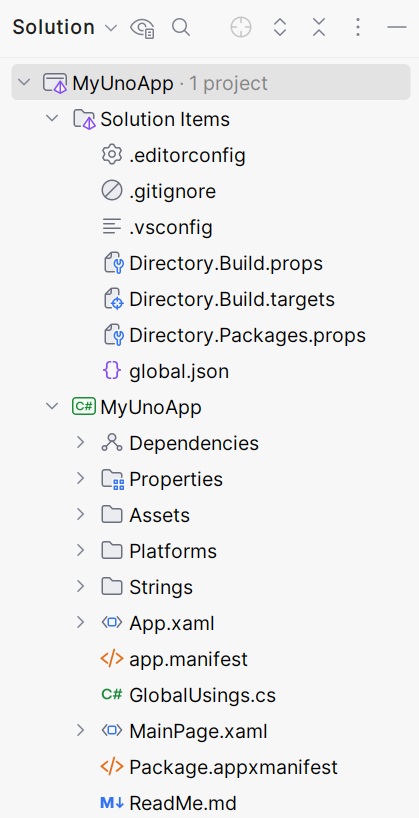 Solution
MyUnoApp · 1 project
Solution Items
.editorconfig
.gitignore
.vsconfig
Directory.Build.props
Directory.Build.targets
Directory.Packages.props
{} global.json
C# MyUnoApp
Dependencies
Properties
Assets
Platforms
Strings
App.xaml
</> app.manifest
C# GlobalUsings.cs
MainPage.xaml
</> Package.appxmanifest
M↓ ReadMe.md